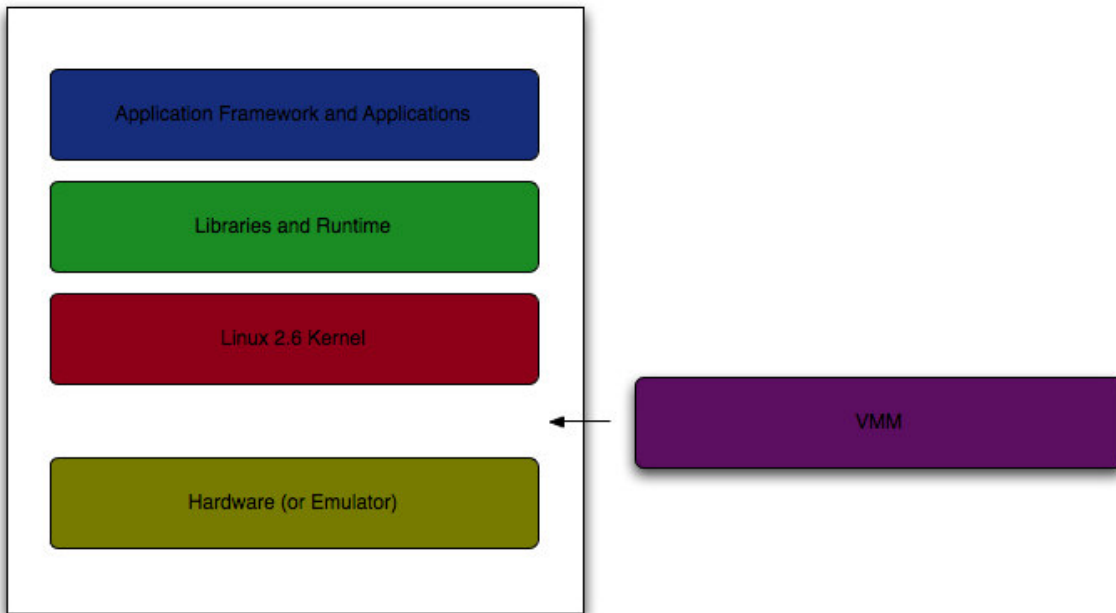 Application Framework and Applications
Libraries and Runtime
Linux 2.6 Kernel
VMM
Hardware (or Emulator)